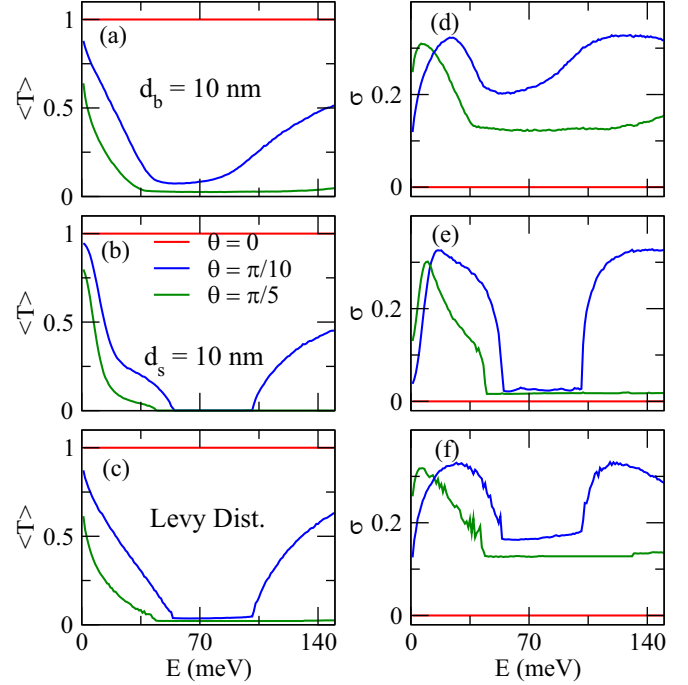 1
(a)
<T>
0.5
d_b = 10 nm
0
(d)
σ
0.2
0
1
(b)
<T>
θ = 0
θ = π/10
θ = π/5
0.5
d_s = 10 nm
0
(e)
σ
0.2
0
1
(c)
<T>
Levy Dist.
0.5
0
0 70 140
E (meV)
(f)
σ
0.2
0
0 70 140
E (meV)